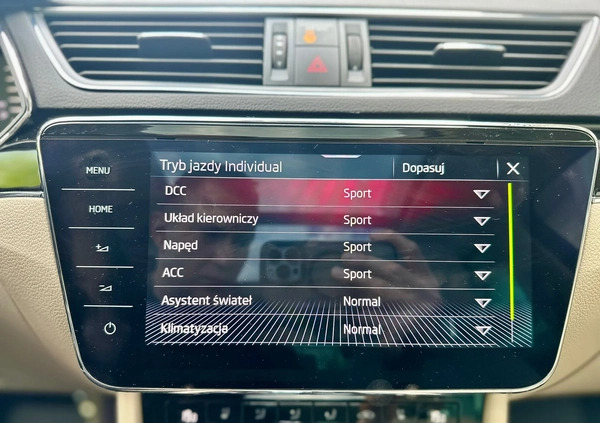 Tryb jazdy Individual Dopasuj
MENU
HOME
DCC Sport
Układ kierowniczy Sport
Napęd Sport
ACC Sport
Asystent świateł Normal
Klimatyzacja Normal